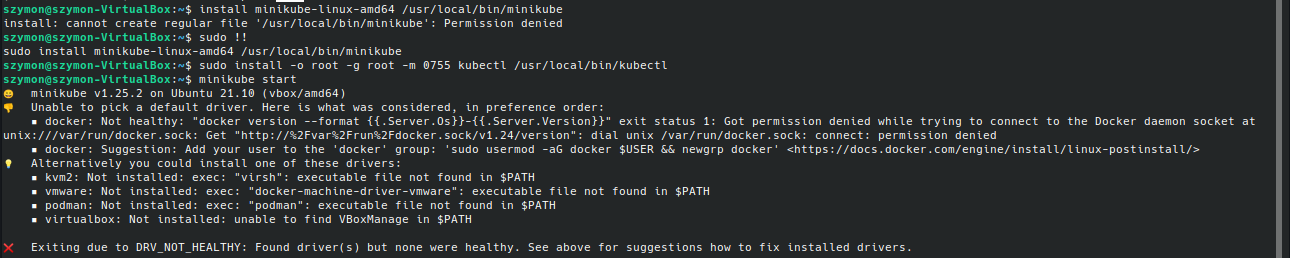 szymon@szymon-VirtualBox:~$ install minikube-linux-amd64 /usr/local/bin/minikube
install: cannot create regular file '/usr/local/bin/minikube': Permission denied
szymon@szymon-VirtualBox:~$ sudo !!
sudo install minikube-linux-amd64 /usr/local/bin/minikube
szymon@szymon-VirtualBox:~$ sudo install -o root -g root -m 0755 kubectl /usr/local/bin/kubectl
szymon@szymon-VirtualBox:~$ minikube start
😄 minikube v1.25.2 on Ubuntu 21.10 (vbox/amd64)
👎 Unable to pick a default driver. Here is what was considered, in preference order:
▪ docker: Not healthy: "docker version --format {{.Server.Os}}-{{.Server.Version}}" exit status 1: Got permission denied while trying to connect to the Docker daemon socket at
unix:///var/run/docker.sock: Get "http://%2Fvar%2Frun%2Fdocker.sock/v1.24/version": dial unix /var/run/docker.sock: connect: permission denied
▪ docker: Suggestion: Add your user to the 'docker' group: 'sudo usermod -aG docker $USER && newgrp docker' <https://docs.docker.com/engine/install/linux-postinstall/>
💡 Alternatively you could install one of these drivers:
▪ kvm2: Not installed: exec: "virsh": executable file not found in $PATH
▪ vmware: Not installed: exec: "docker-machine-driver-vmware": executable file not found in $PATH
▪ podman: Not installed: exec: "podman": executable file not found in $PATH
▪ virtualbox: Not installed: unable to find VBoxManage in $PATH
❌ Exiting due to DRV_NOT_HEALTHY: Found driver(s) but none were healthy. See above for suggestions how to fix installed drivers.